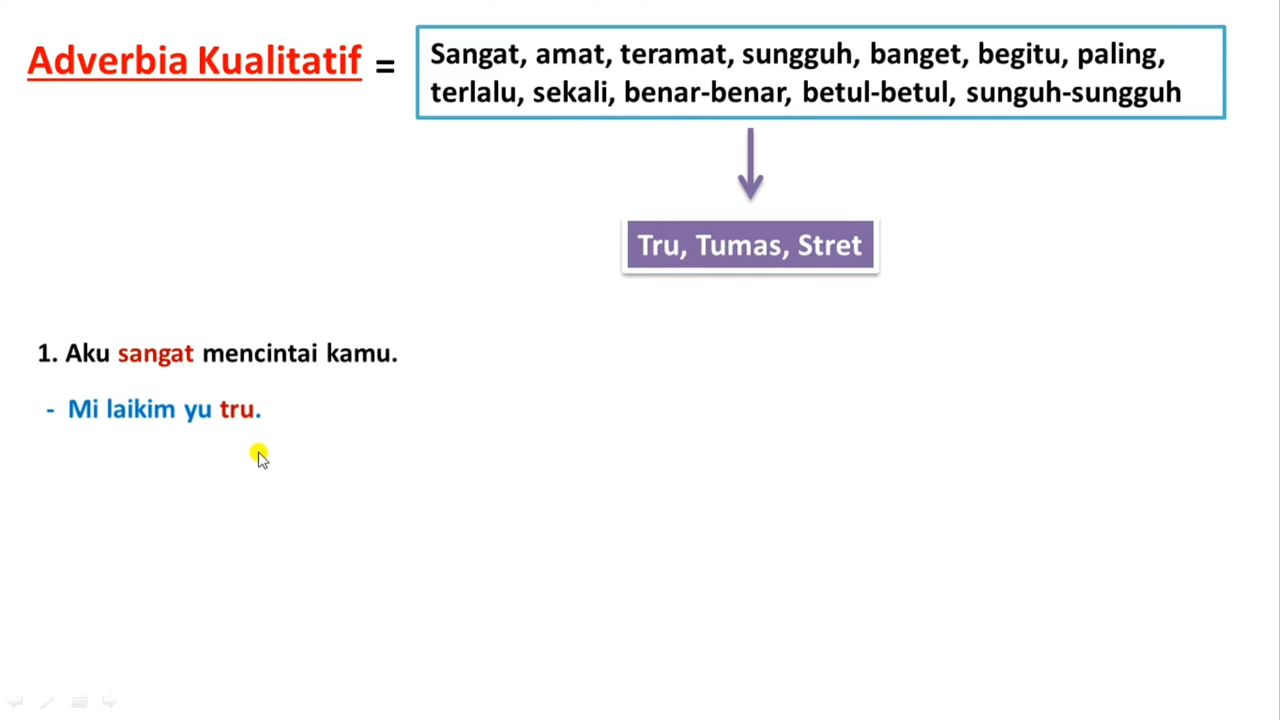 Adverbia Kualitatif =
Sangat, amat, teramat, sungguh, banget, begitu, paling,
terlalu, sekali, benar-benar, betul-betul, sunguh-sungguh
Tru, Tumas, Stret
1. Aku sangat mencintai kamu.
- Mi laikim yu tru.